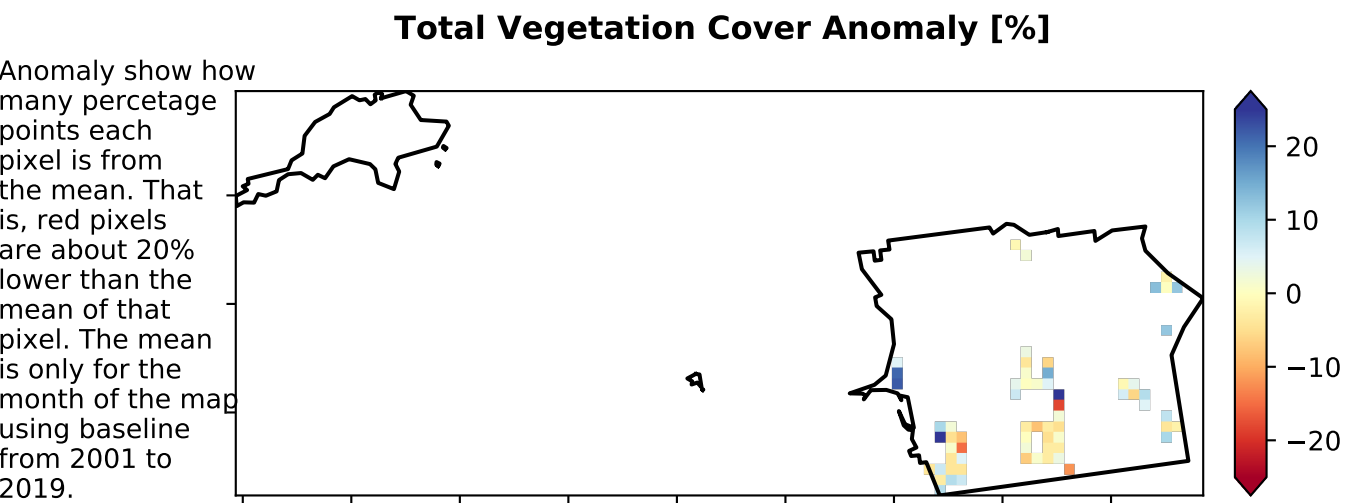 Total Vegetation Cover Anomaly [%]
Anomaly show how
many percetage
points each
pixel is from
the mean. That
is, red pixels
are about 20%
lower than the
mean of that
pixel. The mean
is only for the
month of the map
using baseline
from 2001 to
2019.
20
10
0
−10
−20